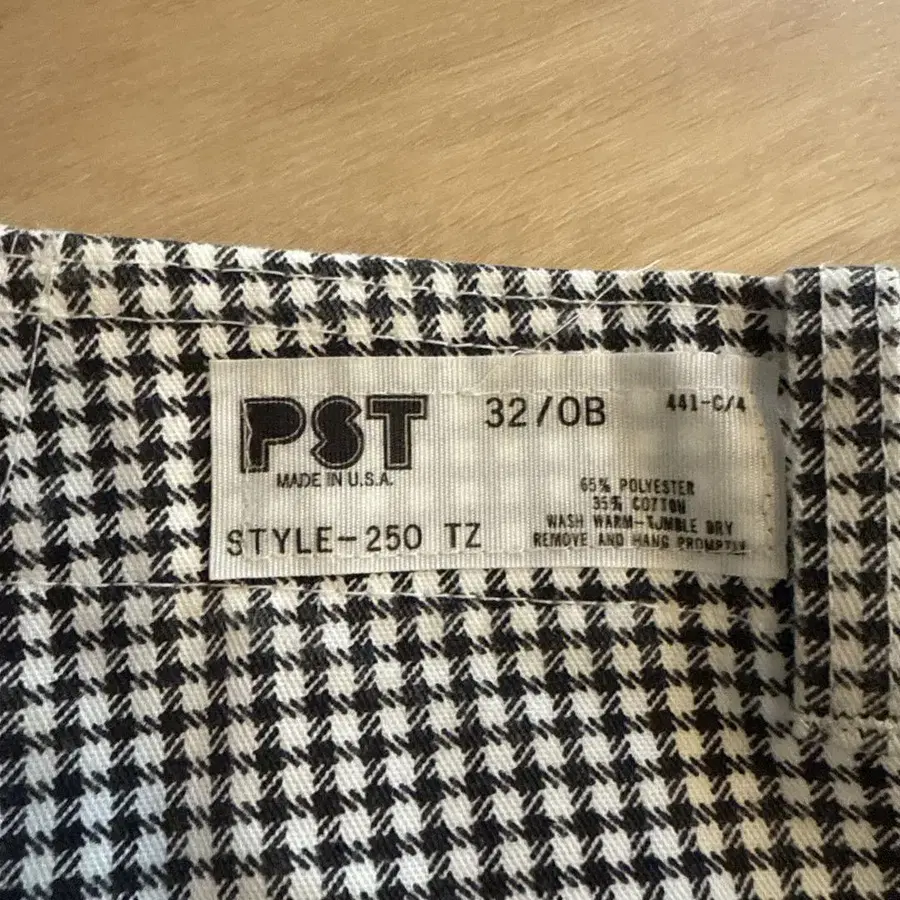 PST 32/OB 441-C/4
MADE IN U.S.A.
65% POLYESTER
35% COTTON
WASH WARM-TUMBLE DRY
STYLE-250 TZ REMOVE AND HANG PROMPTLY